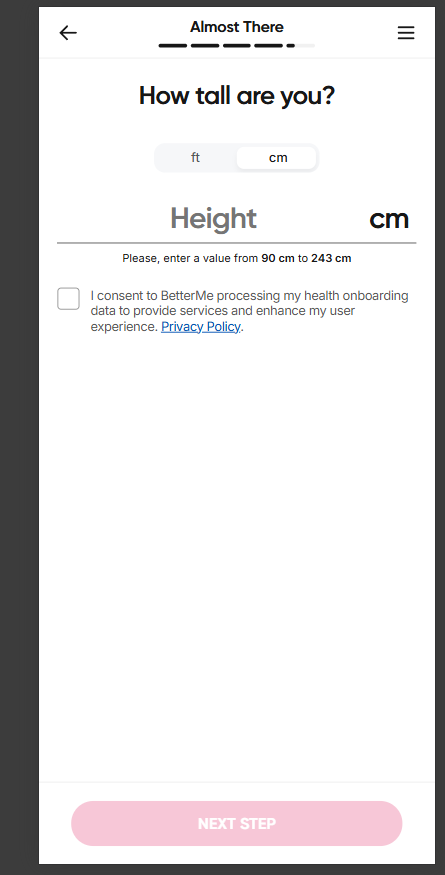 Almost There
How tall are you?
ft
cm
Height
cm
Please, enter a value from 90 cm to 243 cm
I consent to BetterMe processing my health onboarding
data to provide services and enhance my user
experience. Privacy Policy.
NEXT STEP